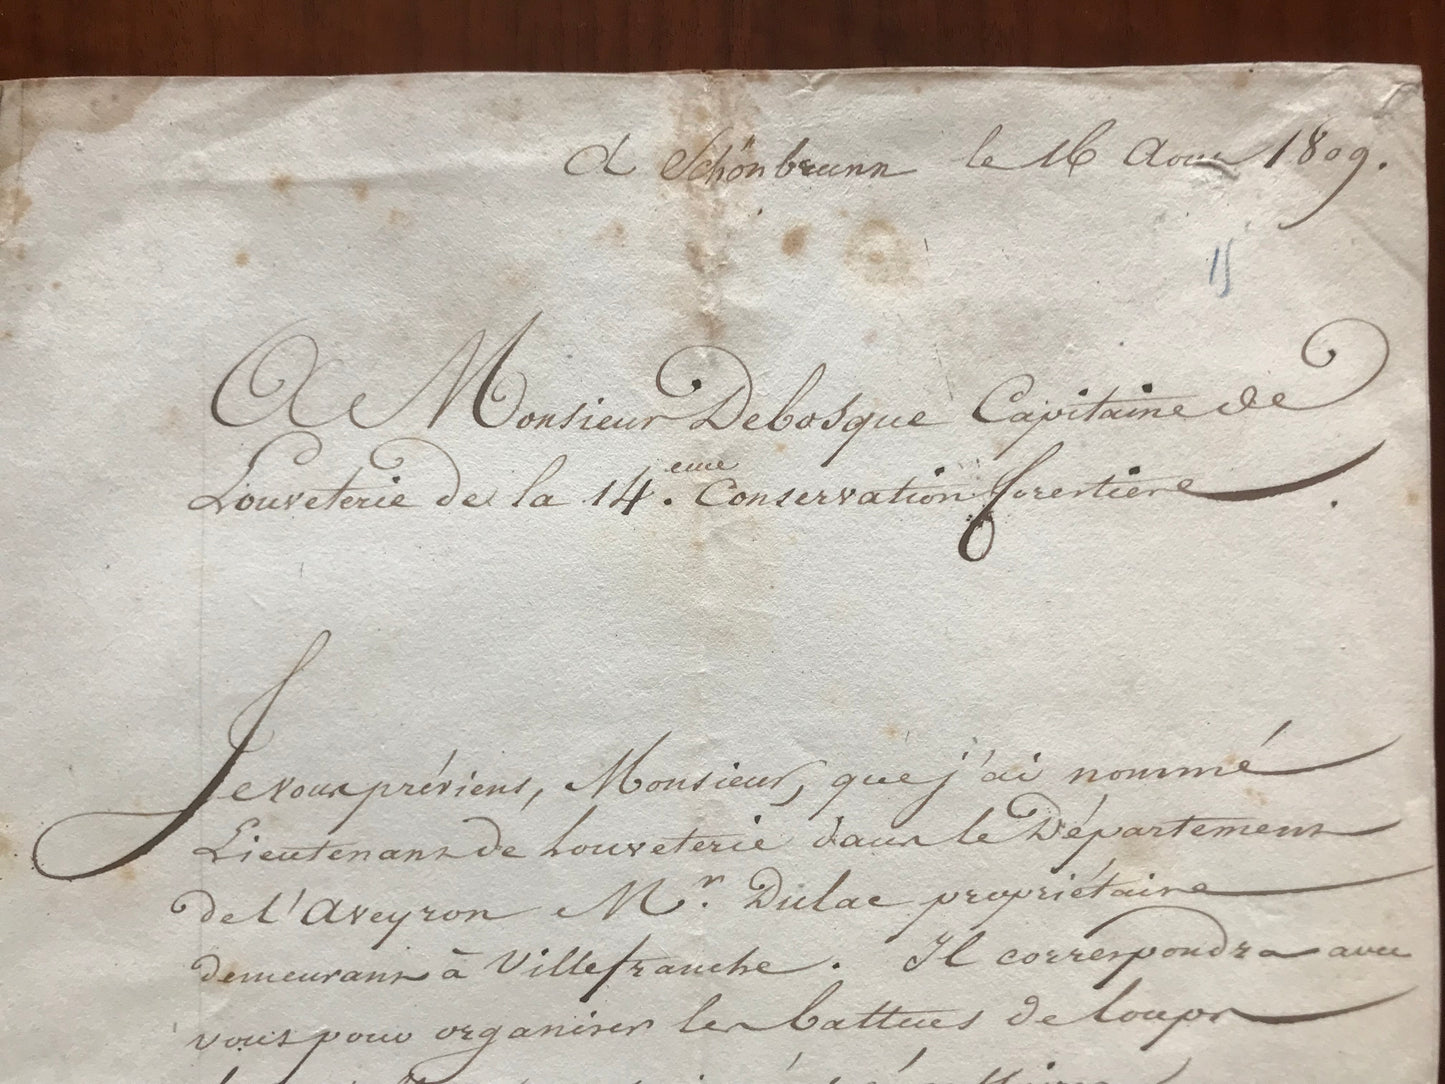 A Schönbrunn le 16 Aout 1809.
15
A Monsieur Debosque Capitaine de
Louveterie de la 14.eme Conservation forestière.
Je vous préviens, Monsieur, que j'ai nommé
Lieutenant de Louveterie dans le Département
de l'Aveyron Mr. Dulac propriétaire
demeurant à Villefranche. Il correspondra avec
vous pour organiser les battues de loups